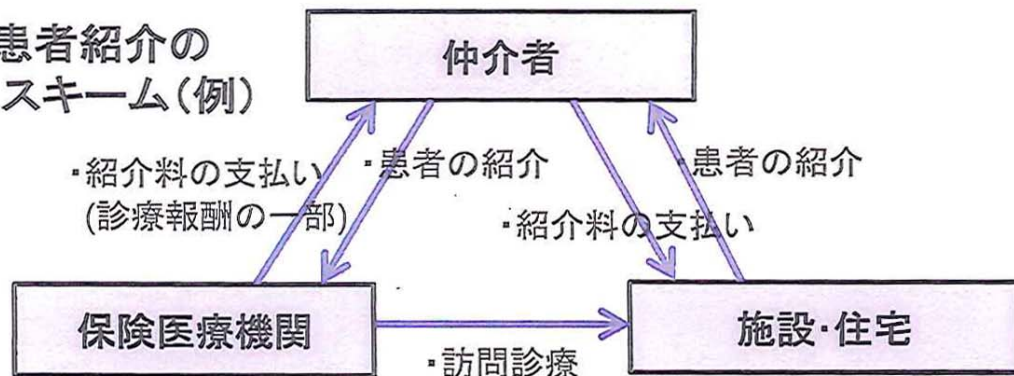 患者紹介の
スキーム(例)
仲介者
・紹介料の支払い
(診療報酬の一部)
・患者の紹介
・患者の紹介
・紹介料の支払い
保険医療機関
施設・住宅
・訪問診療